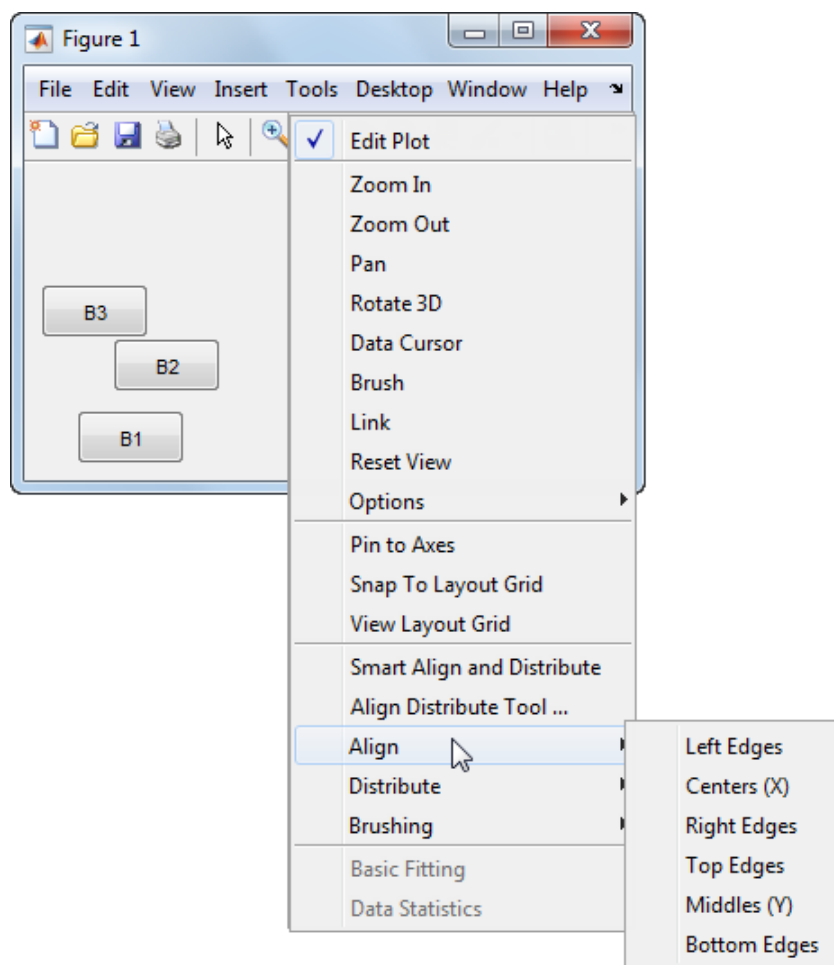 Figure 1
File Edit View Insert Tools Desktop Window Help
Edit Plot
Zoom In
Zoom Out
Pan
Rotate 3D
Data Cursor
Brush
Link
Reset View
Options
Pin to Axes
Snap To Layout Grid
View Layout Grid
Smart Align and Distribute
Align Distribute Tool ...
Align
Distribute
Brushing
Basic Fitting
Data Statistics
B3
B2
B1
Left Edges
Centers (X)
Right Edges
Top Edges
Middles (Y)
Bottom Edges